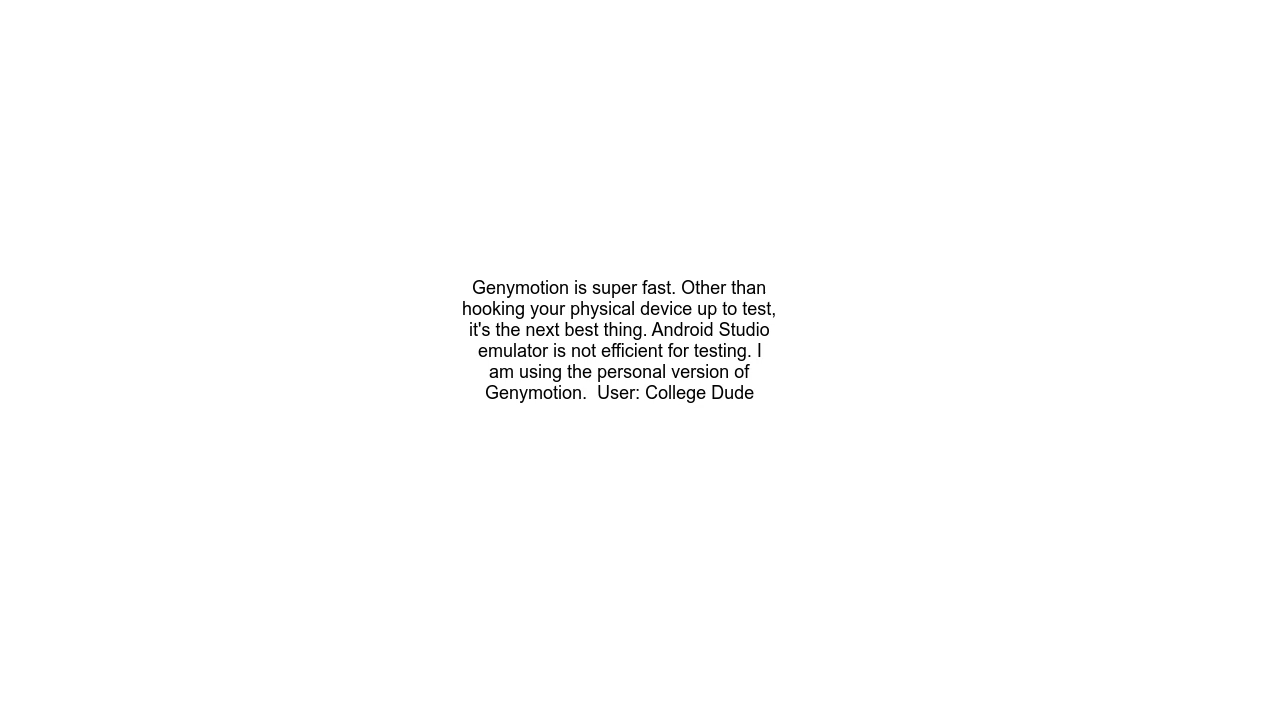 Genymotion is super fast. Other than
hooking your physical device up to test,
it's the next best thing. Android Studio
emulator is not efficient for testing. I
am using the personal version of
Genymotion.  User: College Dude